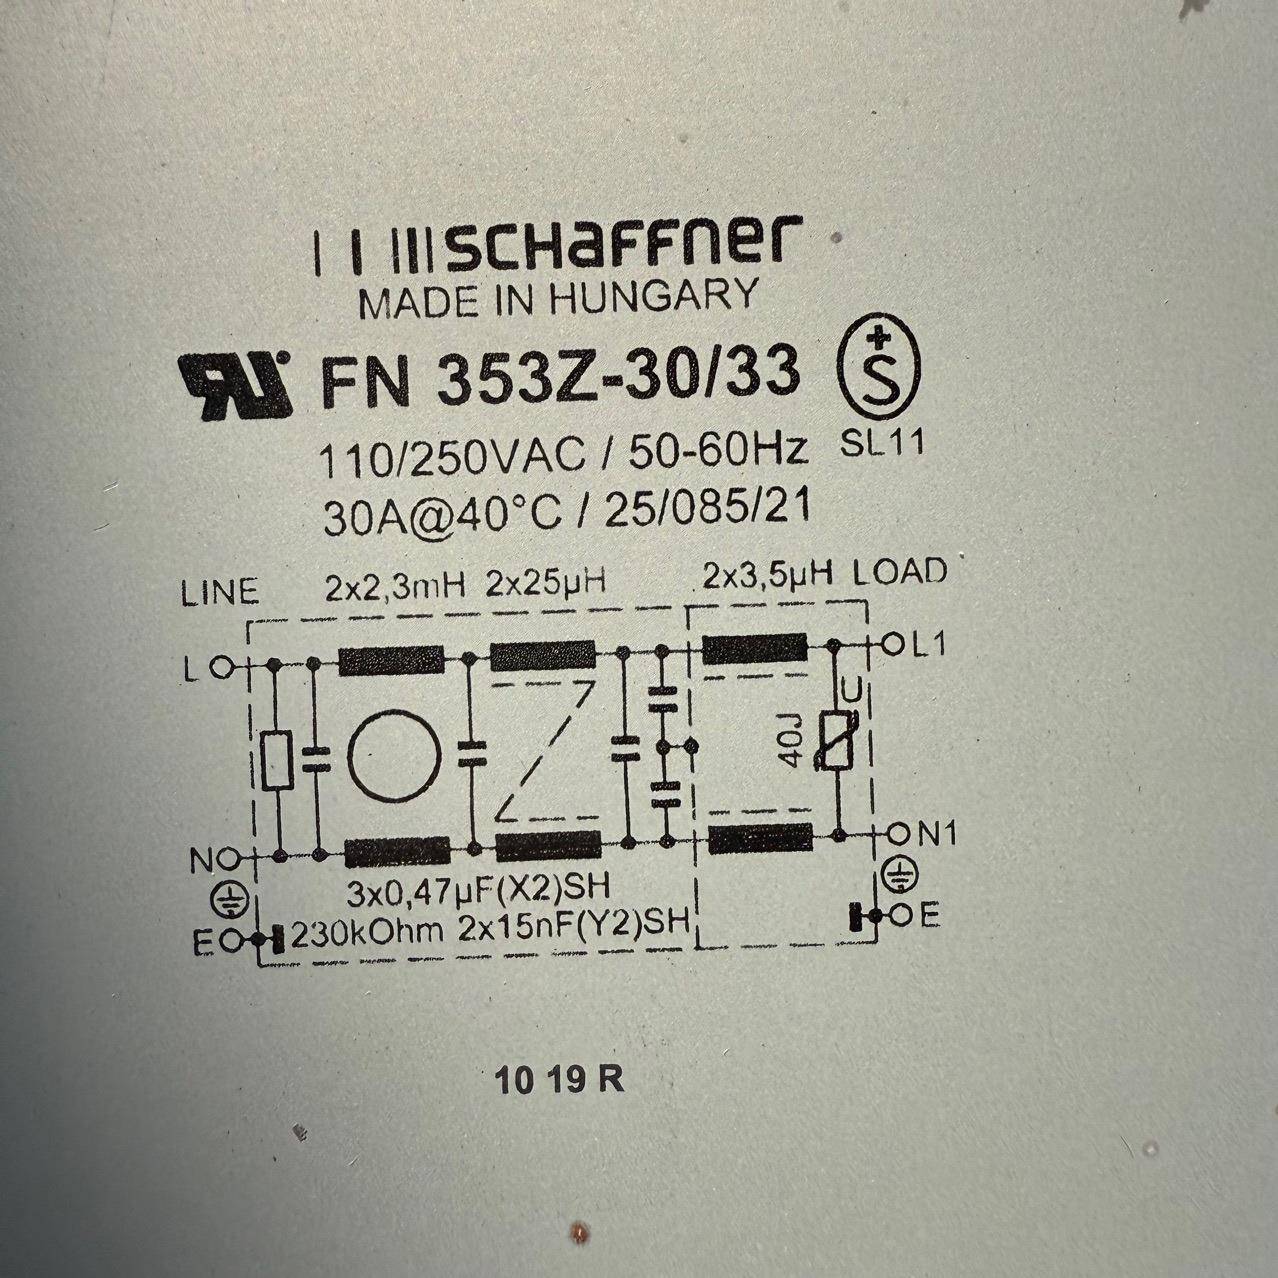 SCHAFFNER
MADE IN HUNGARY
RU FN 353Z-30/33 +S
110/250VAC / 50-60Hz SL11
30A@40°C / 25/085/21
LINE 2x2,3mH 2x25µH 2x3,5µH LOAD
L L1
U
40J
N N1
3x0,47µF(X2)SH
E 230kOhm 2x15nF(Y2)SH E
10 19 R